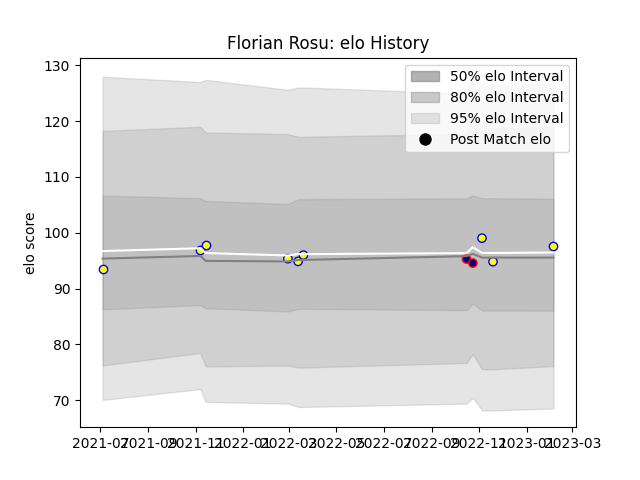 Florian Rosu: elo History
50% elo Interval
80% elo Interval
95% elo Interval
Post Match elo
elo score
130
120
110
100
90
80
70
2021-07 2021-09 2021-11 2022-01 2022-03 2022-05 2022-07 2022-09 2022-11 2023-01 2023-03